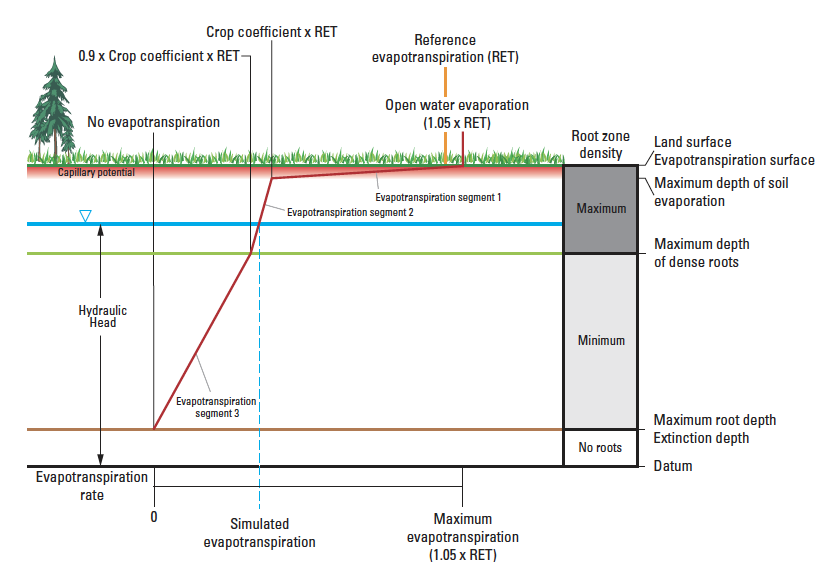 Crop coefficient x RET
0.9 x Crop coefficient x RET
Reference
evapotranspiration (RET)
No evapotranspiration
Open water evaporation
(1.05 x RET)
Root zone
density
Land surface
Evapotranspiration surface
Capillary potential
Maximum depth of soil
evaporation
Evapotranspiration segment 1
Evapotranspiration segment 2
Maximum
Maximum depth
of dense roots
Hydraulic
Head
Minimum
Evapotranspiration
segment 3
Maximum root depth
Extinction depth
No roots
Datum
Evapotranspiration
rate
0
Simulated
evapotranspiration
Maximum
evapotranspiration
(1.05 x RET)